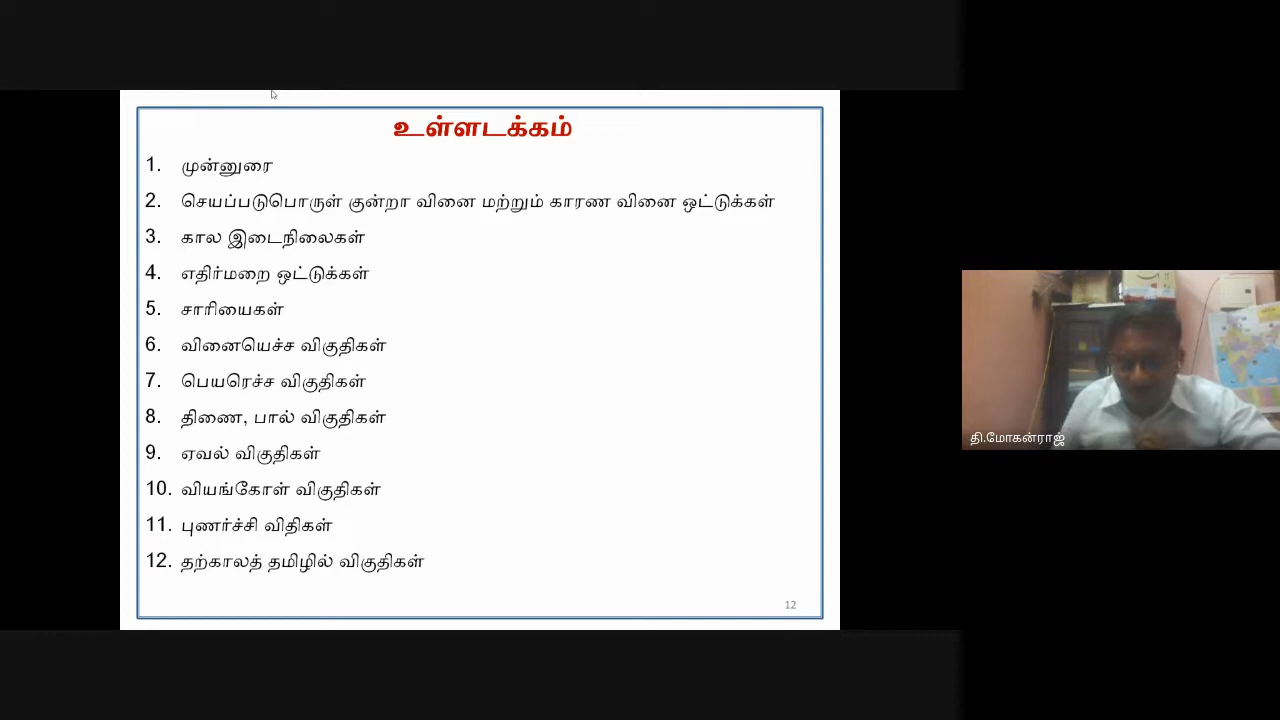 உள்ளடக்கம்
1. முன்னுரை
2. செயப்படுபொருள் குன்றா வினை மற்றும் காரண வினை ஒட்டுக்கள்
3. கால இடைநிலைகள்
4. எதிர்மறை ஒட்டுக்கள்
5. சாரியைகள்
6. வினையெச்ச விகுதிகள்
7. பெயரெச்ச விகுதிகள்
8. திணை, பால் விகுதிகள்
9. ஏவல் விகுதிகள்
10. வியங்கோள் விகுதிகள்
11. புணர்ச்சி விதிகள்
12. தற்காலத் தமிழில் விகுதிகள்
12
தி.மோகன்ராஜ்